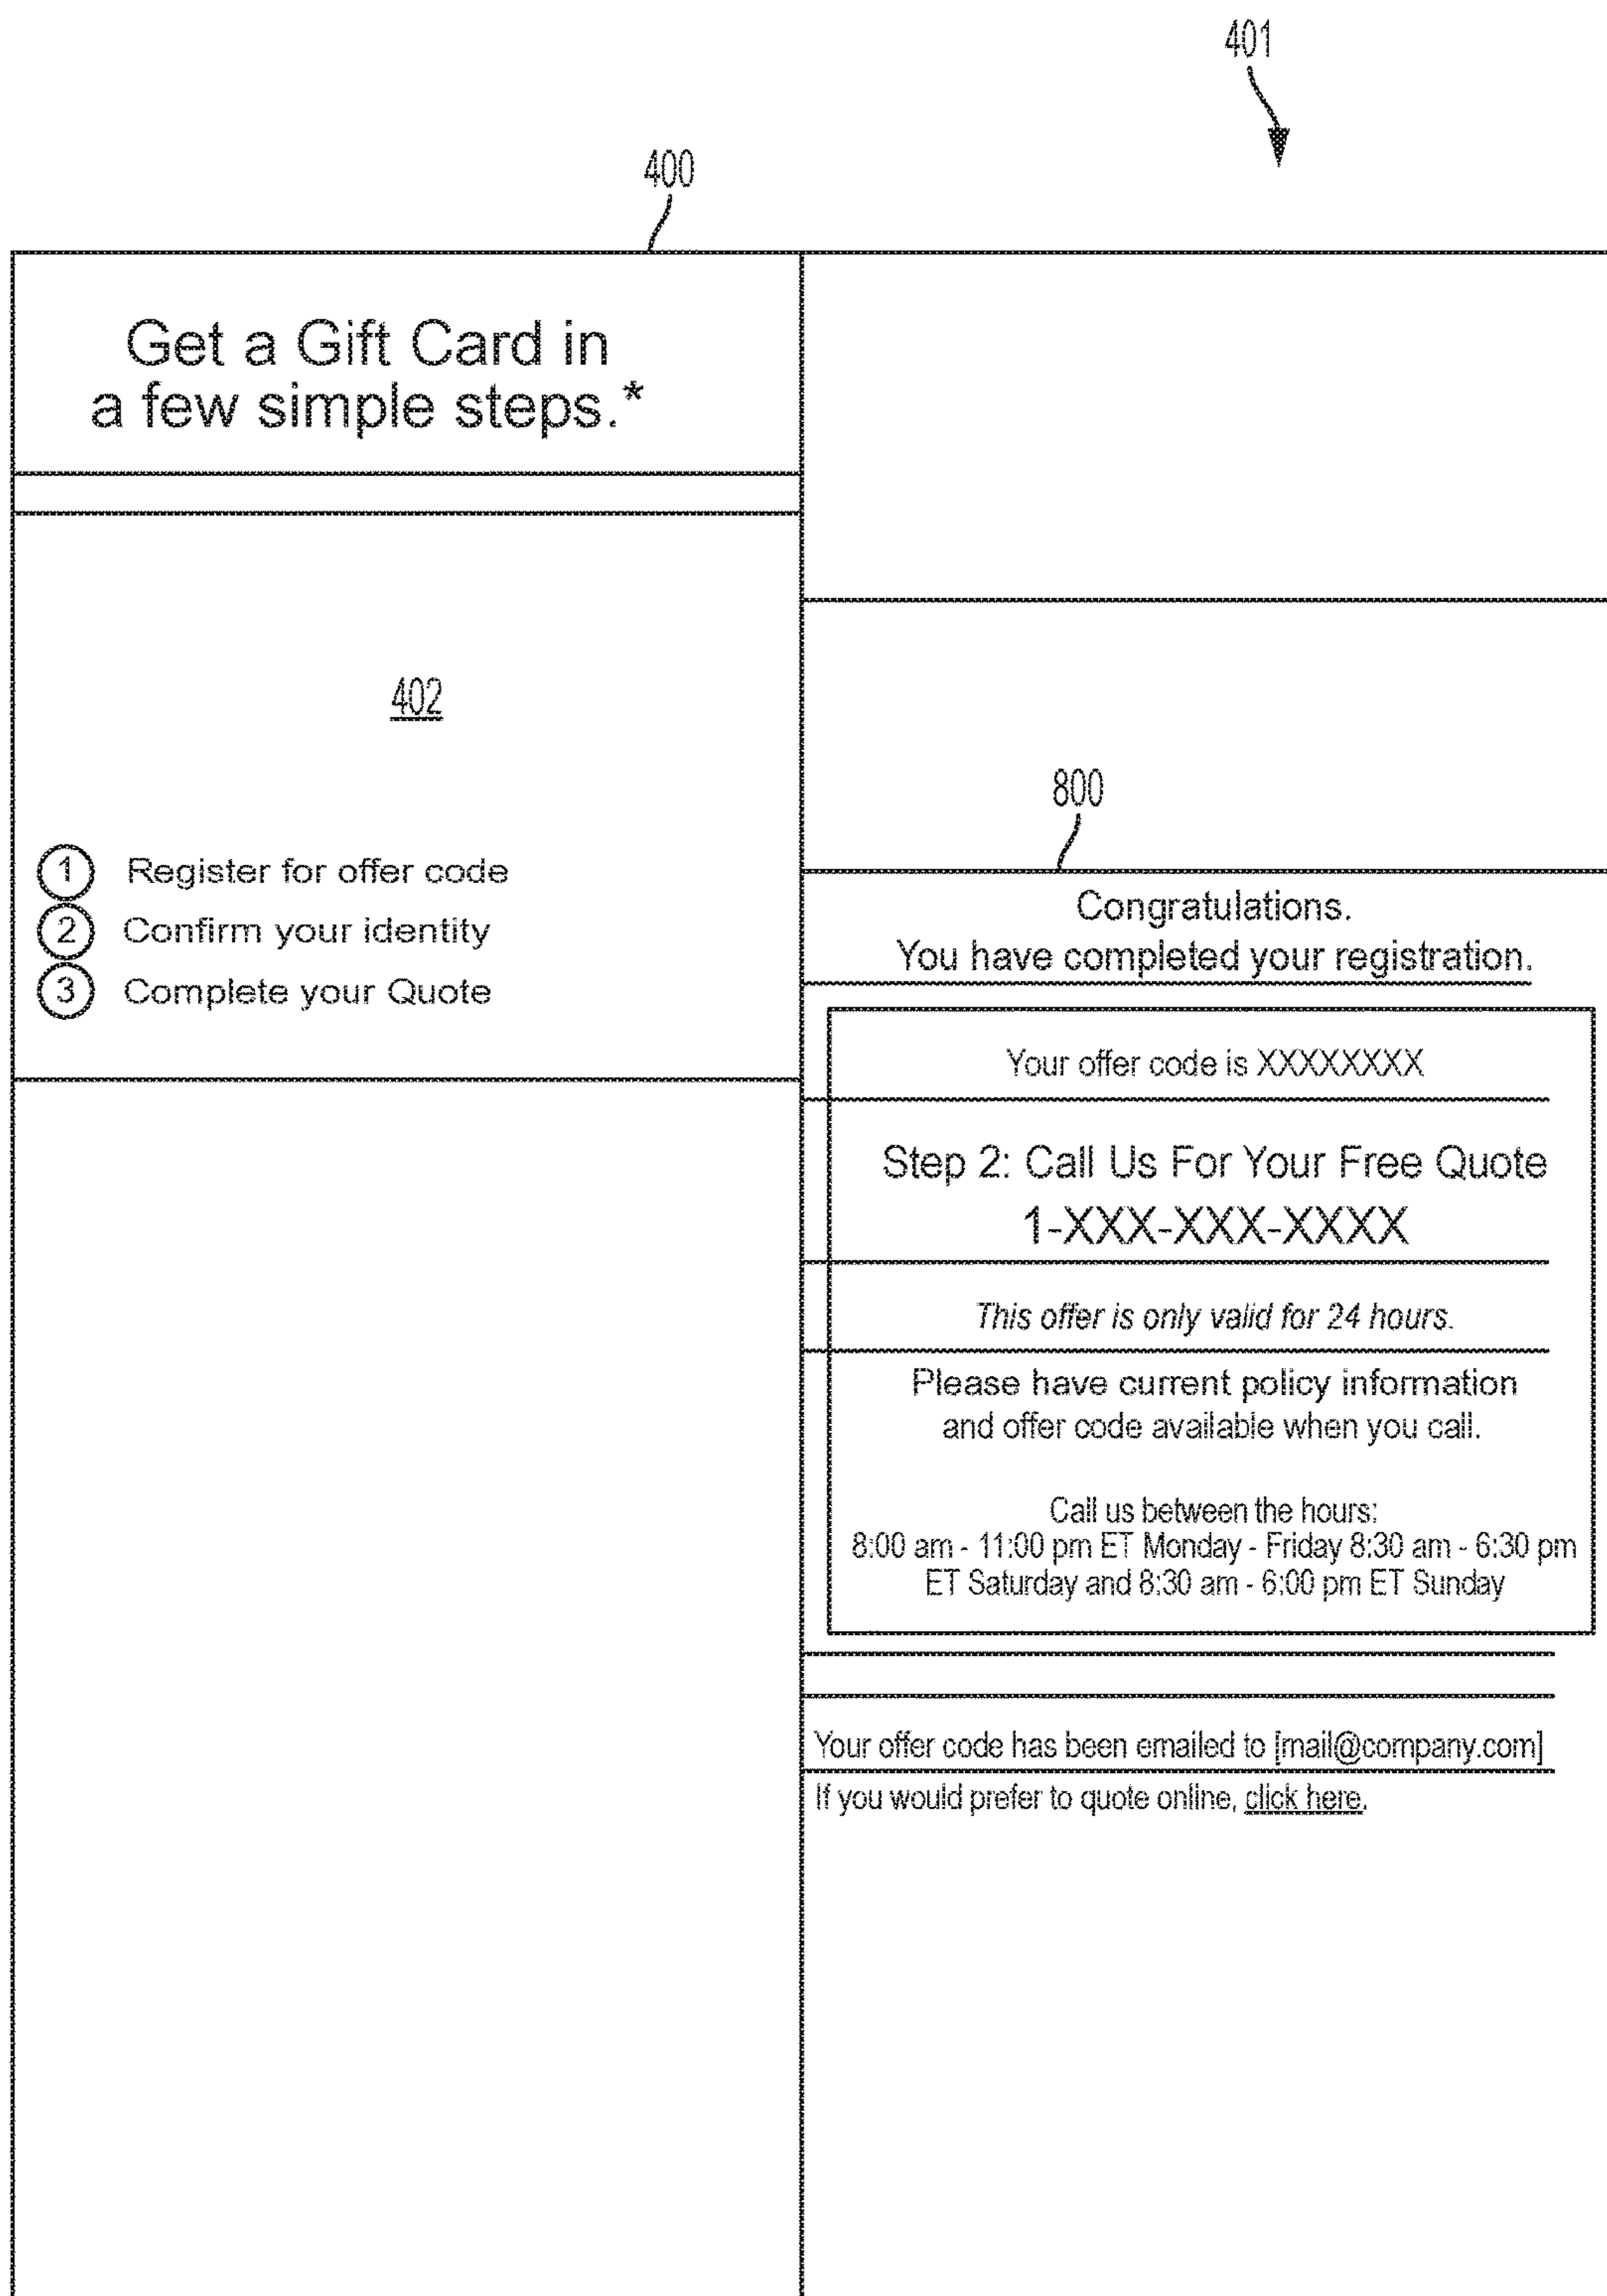 401
400
Get a Gift Card in
a few simple steps.*
402
1 Register for offer code
2 Confirm your identity
3 Complete your Quote
800
Congratulations.
You have completed your registration.
Your offer code is XXXXXXXX
Step 2: Call Us For Your Free Quote
1-XXX-XXX-XXXX
This offer is only valid for 24 hours.
Please have current policy information
and offer code available when you call.
Call us between the hours:
8:00 am - 11:00 pm ET Monday - Friday 8:30 am - 6:30 pm
ET Saturday and 8:30 am - 6:00 pm ET Sunday
Your offer code has been emailed to [mail@company.com]
If you would prefer to quote online, click here.